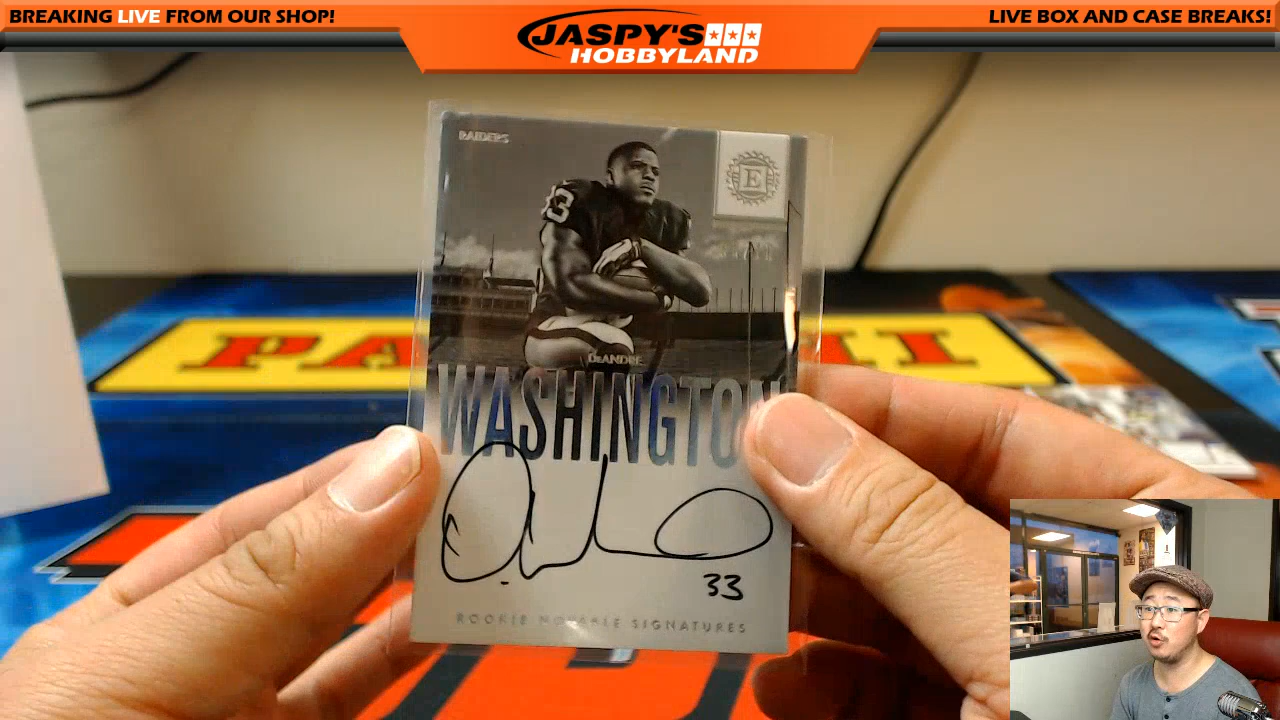 BREAKING LIVE FROM OUR SHOP!
JASPY'S
HOBBYLAND
LIVE BOX AND CASE BREAKS!
RAIDERS
E
33
DEANDRE
WASHINGTON
33
ROOKIE NOTABLE SIGNATURES